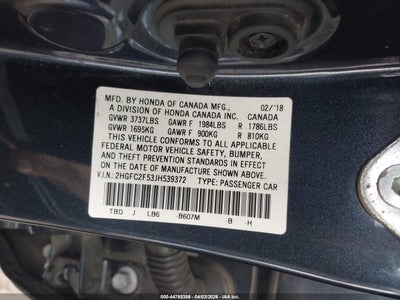 MFD. BY HONDA OF CANADA MFG., 02/'18
A DIVISION OF HONDA CANADA INC. CANADA
GVWR 3737LBS GAWR F 1984LBS R 1786LBS
GVWR 1695KG GAWR F 900KG R 810KG
THIS VEHICLE CONFORMS TO ALL APPLICABLE
FEDERAL MOTOR VEHICLE SAFETY, BUMPER,
AND THEFT PREVENTION STANDARDS IN EFFECT
ON THE DATE OF MANUFACTURE SHOWN ABOVE.
V.I.N.: 2HGFC2F53JH539372 TYPE: PASSENGER CAR
TBD J LB6 -B607M -B -H
000-44765356 - 04/03/2026 - IAAI.COM